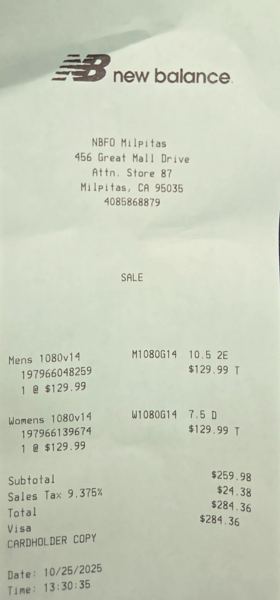 NB new balance.
NBFO Milpitas
456 Great Mall Drive
Attn. Store 87
Milpitas, CA 95035
4085868879
SALE
Mens 1080v14 M1080G14 10.5 2E
197966048259 $129.99 T
1 @ $129.99
Womens 1080v14 W1080G14 7.5 D
197966139674 $129.99 T
1 @ $129.99
Subtotal $259.98
Sales Tax 9.375% $24.38
Total $284.36
Visa $284.36
CARDHOLDER COPY
Date: 10/25/2025
Time: 13:30:35